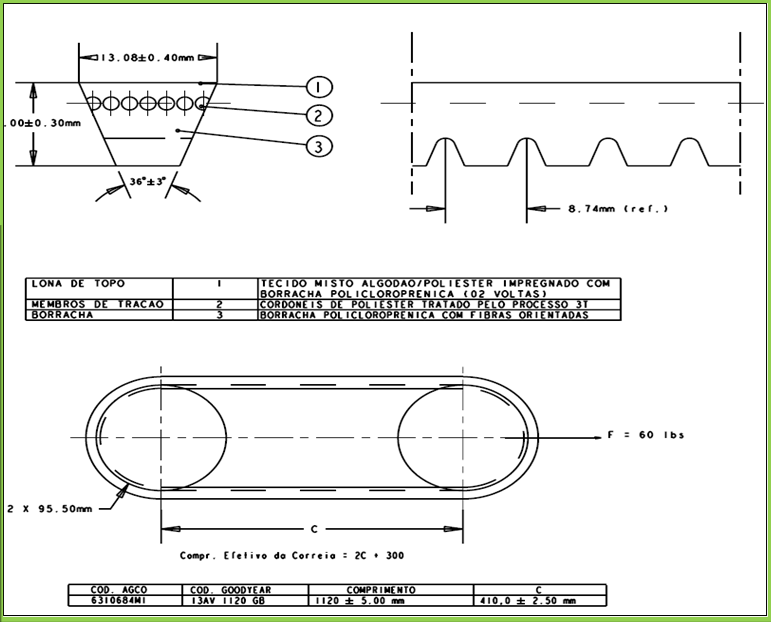 13.08±0.40mm
1
2
.00±0.30mm
3
36°±3°
8.74mm (ref.)
LONA DE TOPO 1 TECIDO MISTO ALGODAO/POLIESTER IMPREGNADO COM
BORRACHA POLICLOROPRENICA (02 VOLTAS)
MEMBROS DE TRACAO 2 CORDONEIS DE POLIESTER TRATADO PELO PROCESSO 3T
BORRACHA 3 BORRACHA POLICLOROPRENICA COM FIBRAS ORIENTADAS
F = 60 lbs
2 X 95.50mm
C
Compr. Efetivo da Correia = 2C + 300
COD. AGCO COD. GOODYEAR COMPRIMENTO C
6310684M1 13AV 1120 GB 1120 ± 5.00 mm 410,0 ± 2.50 mm